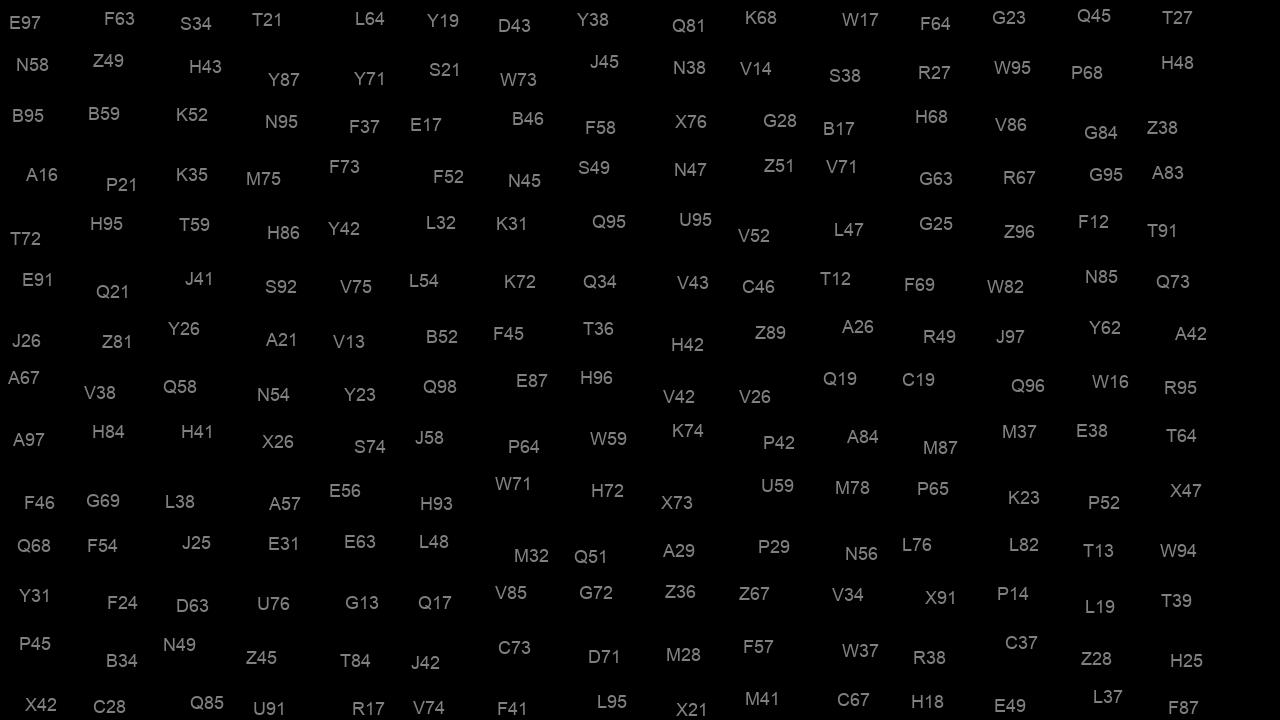 E97 F63 S34 T21 L64 Y19 D43 Y38 Q81 K68 W17 F64 G23 Q45 T27
N58 Z49 H43 Y87 Y71 S21 W73 J45 N38 V14 S38 R27 W95 P68 H48
B95 B59 K52 N95 F37 E17 B46 F58 X76 G28 B17 H68 V86 G84 Z38
A16 P21 K35 M75 F73 F52 N45 S49 N47 Z51 V71 G63 R67 G95 A83
T72 H95 T59 H86 Y42 L32 K31 Q95 U95 V52 L47 G25 Z96 F12 T91
E91 Q21 J41 S92 V75 L54 K72 Q34 V43 C46 T12 F69 W82 N85 Q73
J26 Z81 Y26 A21 V13 B52 F45 T36 H42 Z89 A26 R49 J97 Y62 A42
A67 V38 Q58 N54 Y23 Q98 E87 H96 V42 V26 Q19 C19 Q96 W16 R95
A97 H84 H41 X26 S74 J58 P64 W59 K74 P42 A84 M87 M37 E38 T64
F46 G69 L38 A57 E56 H93 W71 H72 X73 U59 M78 P65 K23 P52 X47
Q68 F54 J25 E31 E63 L48 M32 Q51 A29 P29 N56 L76 L82 T13 W94
Y31 F24 D63 U76 G13 Q17 V85 G72 Z36 Z67 V34 X91 P14 L19 T39
P45 B34 N49 Z45 T84 J42 C73 D71 M28 F57 W37 R38 C37 Z28 H25
X42 C28 Q85 U91 R17 V74 F41 L95 X21 M41 C67 H18 E49 L37 F87